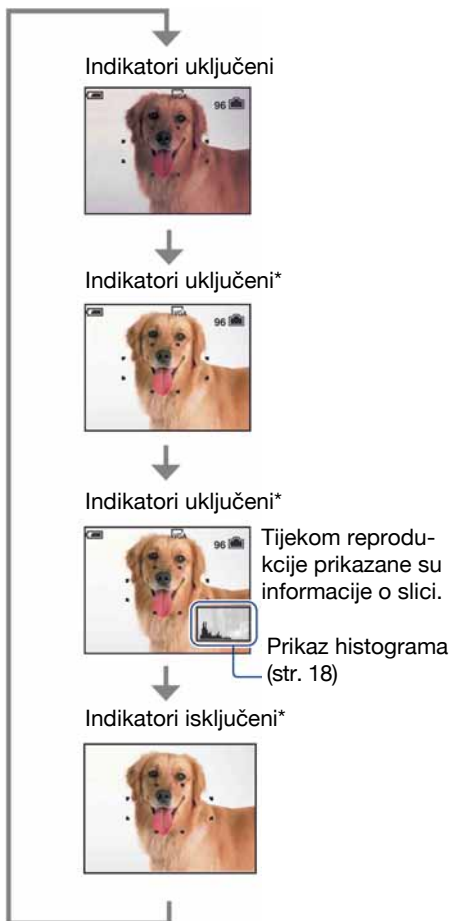 Indikatori uključeni
VGA
96
Indikatori uključeni*
VGA
96
Indikatori uključeni*
VGA
96
Tijekom reprodu-
kcije prikazane su
informacije o slici.
Prikaz histograma
(str. 18)
Indikatori isključeni*